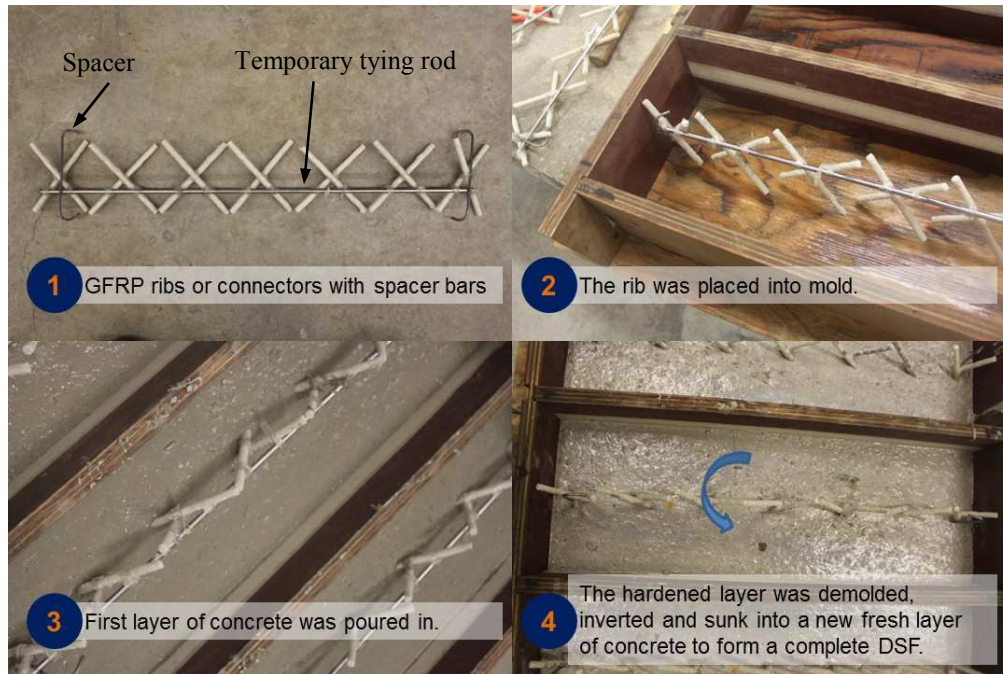 Spacer
Temporary tying rod
1 GFRP ribs or connectors with spacer bars
2 The rib was placed into mold.
3 First layer of concrete was poured in.
The hardened layer was demolded,
4 inverted and sunk into a new fresh layer
of concrete to form a complete DSF.